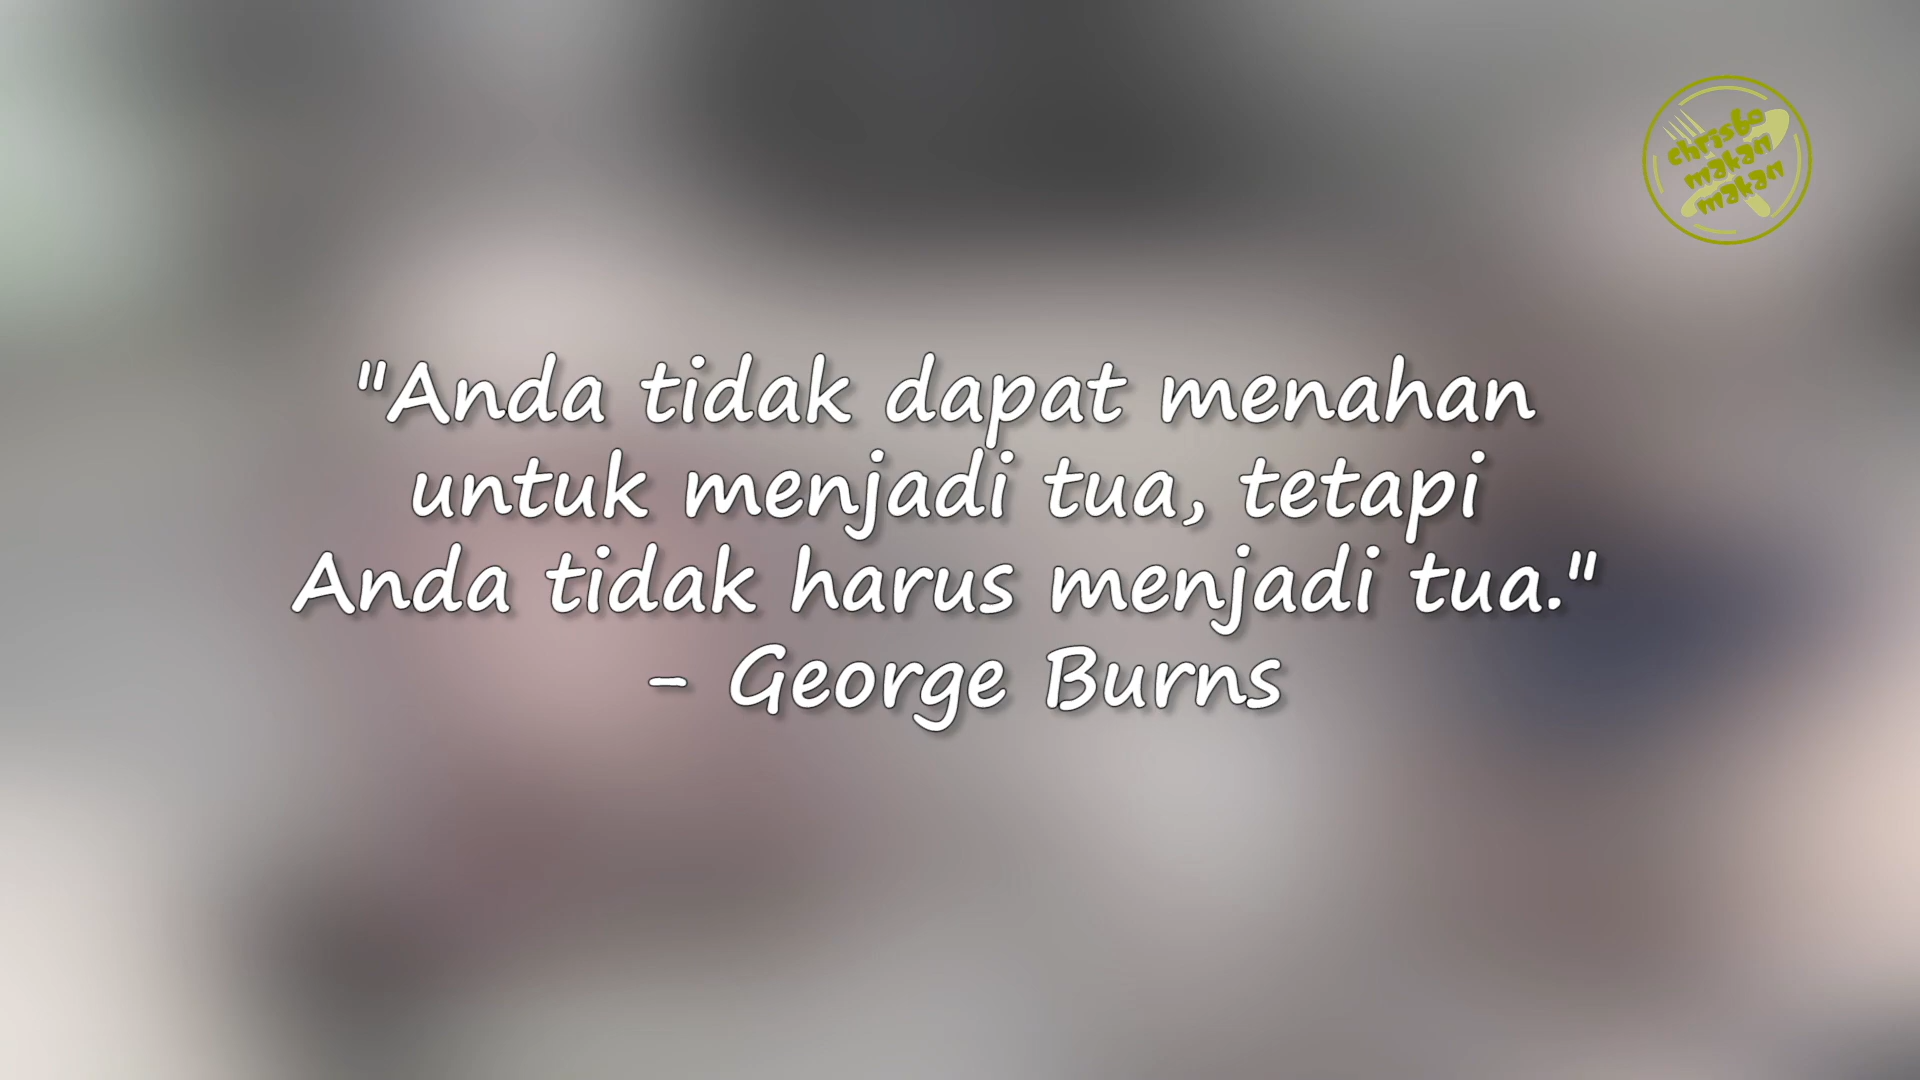 chrisbo
makan
makan
"Anda tidak dapat menahan
untuk menjadi tua, tetapi
Anda tidak harus menjadi tua."
- George Burns